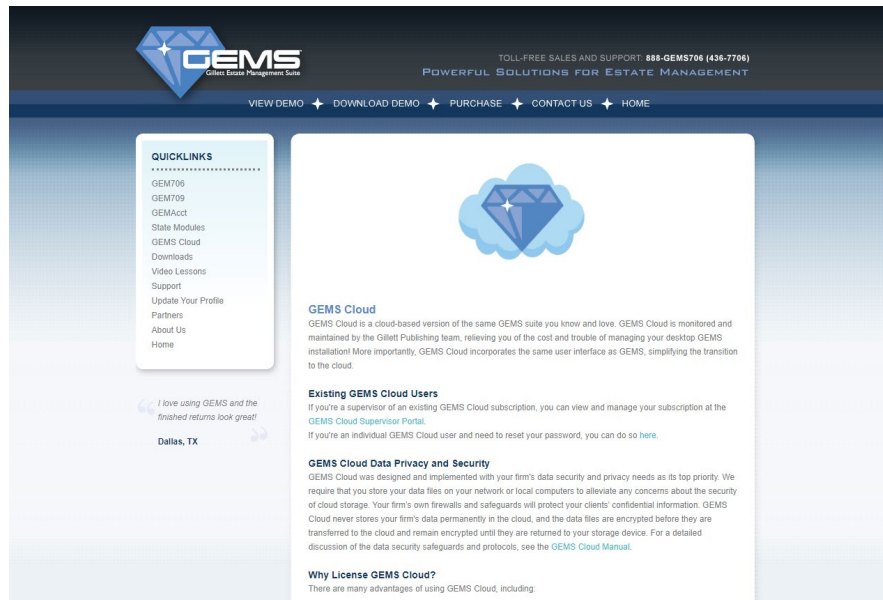 GEMS
Gillett Estate Management Suite
TOLL-FREE SALES AND SUPPORT: 888-GEMS706 (436-7706)
POWERFUL SOLUTIONS FOR ESTATE MANAGEMENT
VIEW DEMO DOWNLOAD DEMO PURCHASE CONTACT US HOME
QUICKLINKS
GEM706
GEM709
GEMAcct
State Modules
GEMS Cloud
Downloads
Video Lessons
Support
Update Your Profile
Partners
About Us
Home
“ I love using GEMS and the
finished returns look great!
”
Dallas, TX
GEMS Cloud
GEMS Cloud is a cloud-based version of the same GEMS suite you know and love. GEMS Cloud is monitored and
maintained by the Gillett Publishing team, relieving you of the cost and trouble of managing your desktop GEMS
installation! More importantly, GEMS Cloud incorporates the same user interface as GEMS, simplifying the transition
to the cloud.
Existing GEMS Cloud Users
If you're a supervisor of an existing GEMS Cloud subscription, you can view and manage your subscription at the
GEMS Cloud Supervisor Portal.
If you're an individual GEMS Cloud user and need to reset your password, you can do so here.
GEMS Cloud Data Privacy and Security
GEMS Cloud was designed and implemented with your firm's data security and privacy needs as its top priority. We
require that you store your data files on your network or local computers to alleviate any concerns about the security
of cloud storage. Your firm's own firewalls and safeguards will protect your clients' confidential information. GEMS
Cloud never stores your firm's data permanently in the cloud, and the data files are encrypted before they are
transferred to the cloud and remain encrypted until they are returned to your storage device. For a detailed
discussion of the data security safeguards and protocols, see the GEMS Cloud Manual.
Why License GEMS Cloud?
There are many advantages of using GEMS Cloud, including: